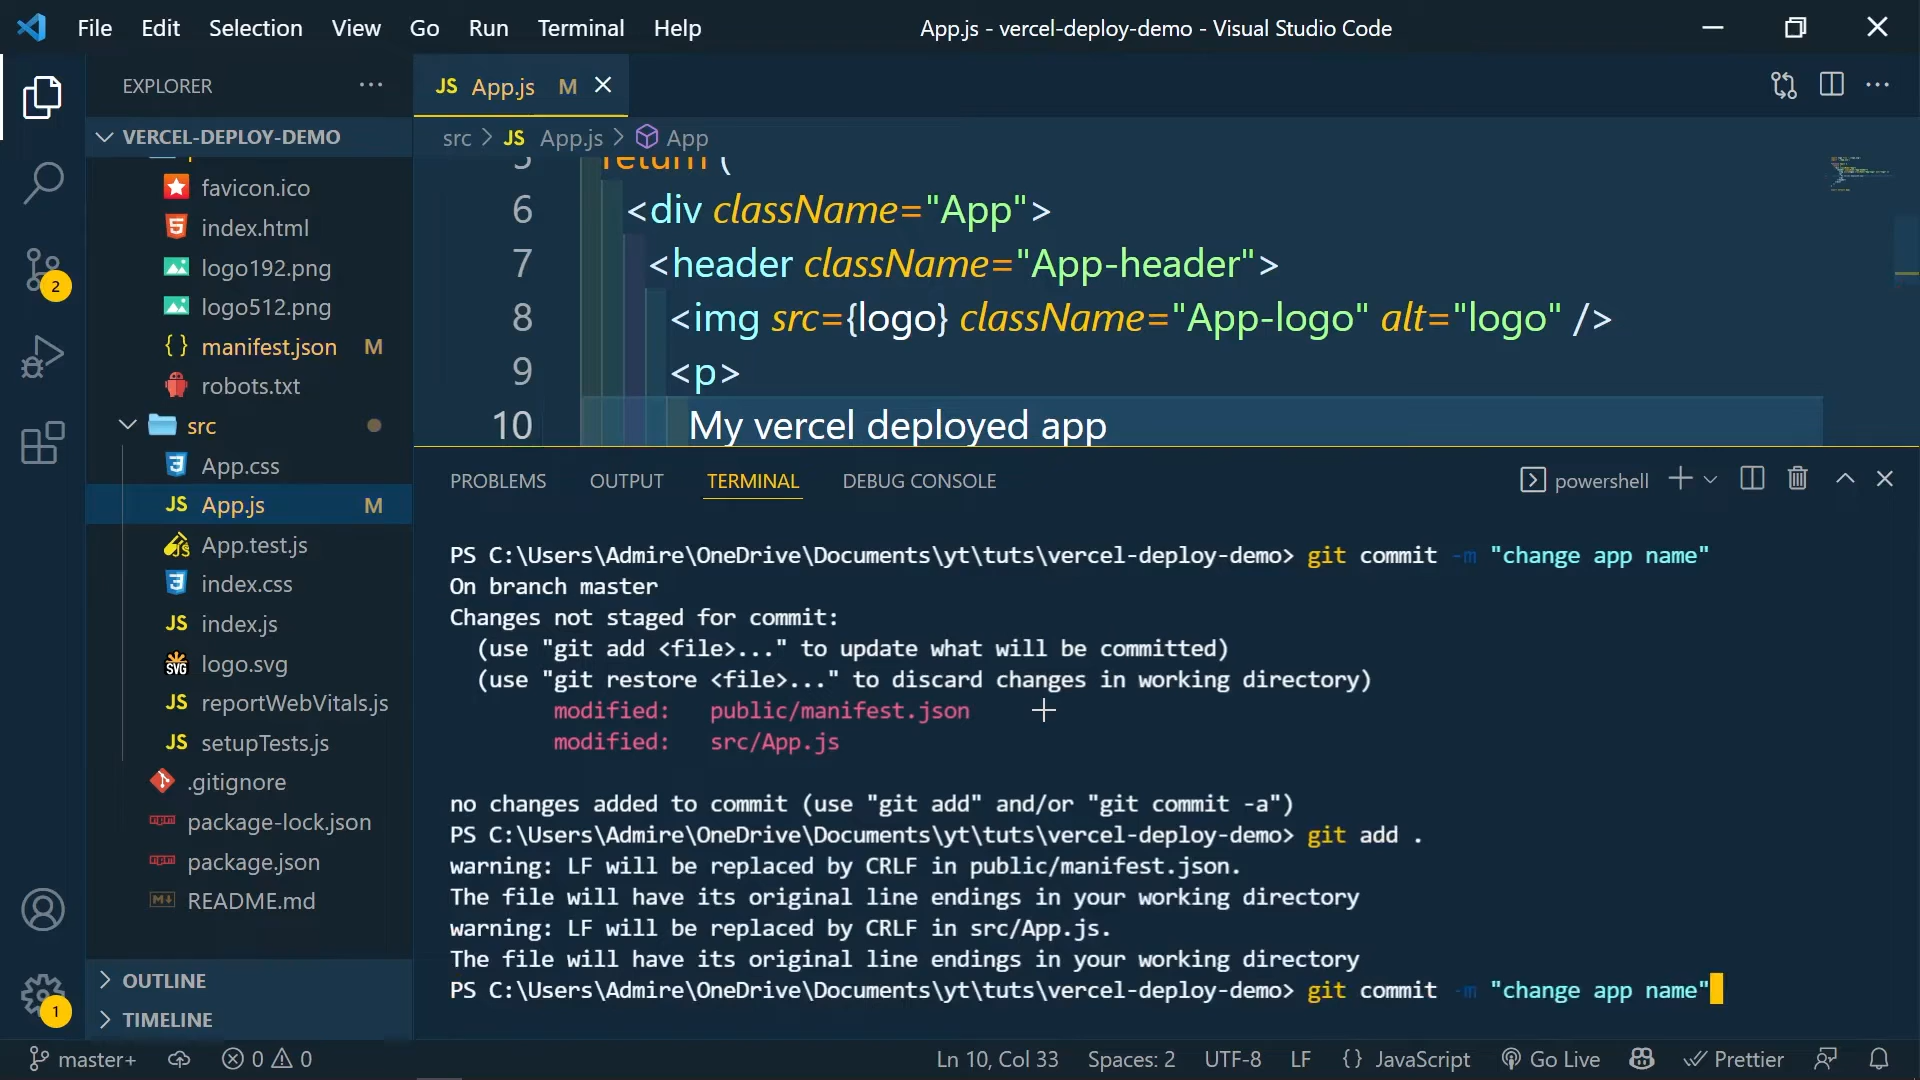 File Edit Selection View Go Run Terminal Help
App.js - vercel-deploy-demo - Visual Studio Code
EXPLORER
VERCEL-DEPLOY-DEMO
favicon.ico
index.html
logo192.png
logo512.png
manifest.json M
robots.txt
src
App.css
JS App.js M
App.test.js
index.css
JS index.js
logo.svg
JS reportWebVitals.js
JS setupTests.js
.gitignore
package-lock.json
package.json
README.md
OUTLINE
TIMELINE
2
1
JS App.js M
src > JS App.js > App
5 return (
6 <div className="App">
7 <header className="App-header">
8 <img src={logo} className="App-logo" alt="logo" />
9 <p>
10 My vercel deployed app
PROBLEMS OUTPUT TERMINAL DEBUG CONSOLE
powershell
PS C:\Users\Admire\OneDrive\Documents\yt\tuts\vercel-deploy-demo> git commit -m "change app name"
On branch master
Changes not staged for commit:
(use "git add <file>..." to update what will be committed)
(use "git restore <file>..." to discard changes in working directory)
modified: public/manifest.json
modified: src/App.js
no changes added to commit (use "git add" and/or "git commit -a")
PS C:\Users\Admire\OneDrive\Documents\yt\tuts\vercel-deploy-demo> git add .
warning: LF will be replaced by CRLF in public/manifest.json.
The file will have its original line endings in your working directory
warning: LF will be replaced by CRLF in src/App.js.
The file will have its original line endings in your working directory
PS C:\Users\Admire\OneDrive\Documents\yt\tuts\vercel-deploy-demo> git commit -m "change app name"
master+ 0 0 Ln 10, Col 33 Spaces: 2 UTF-8 LF {} JavaScript Go Live Prettier